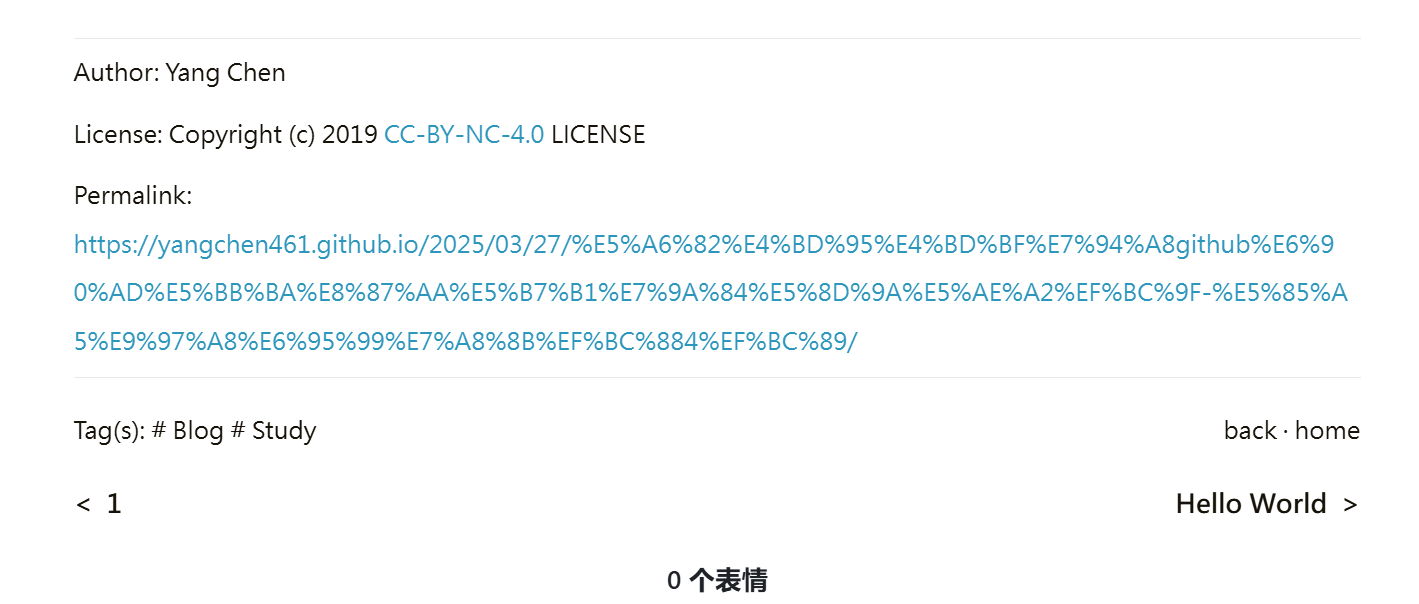 Author: Yang Chen
License: Copyright (c) 2019 CC-BY-NC-4.0 LICENSE
Permalink:
https://yangchen461.github.io/2025/03/27/%E5%A6%82%E4%BD%95%E4%BD%BF%E7%94%A8github%E6%9
0%AD%E5%BB%BA%E8%87%AA%E5%B7%B1%E7%9A%84%E5%8D%9A%E5%AE%A2%EF%BC%9F-%E5%85%A
5%E9%97%A8%E6%95%99%E7%A8%8B%EF%BC%884%EF%BC%89/
Tag(s): # Blog # Study back · home
< 1 Hello World >
0 个表情